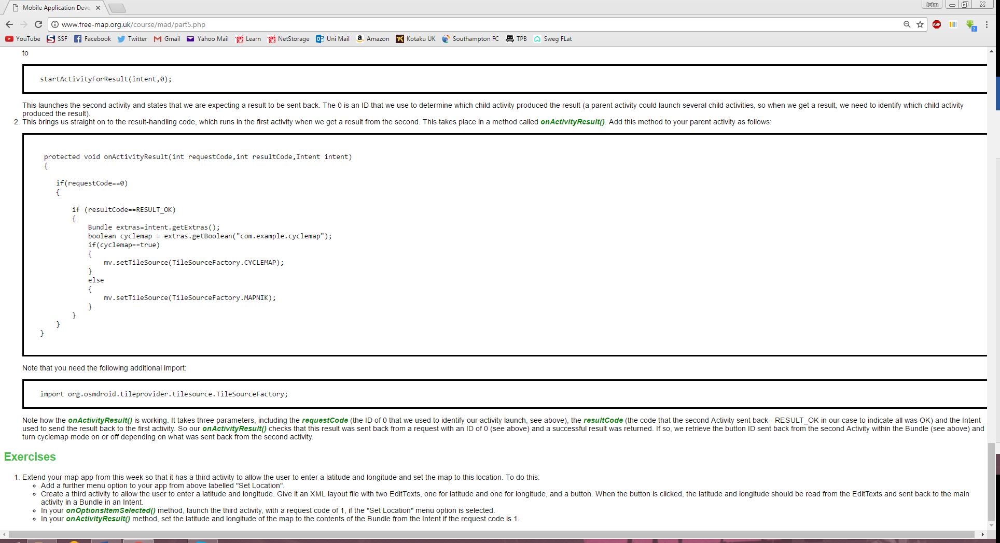 Mobile Application Deve
John
www.free-map.org.uk/course/mad/part5.php
ABP
?
YouTube SSF Facebook Twitter Gmail Yahoo Mail Learn NetStorage Uni Mail Amazon Kotaku UK Southampton FC TPB Sweg FLat
to
startActivityForResult(intent,0);
This launches the second activity and states that we are expecting a result to be sent back. The 0 is an ID that we use to determine which child activity produced the result (a parent activity could launch several child activities, so when we get a result, we need to identify which child activity
produced the result).
2. This brings us straight on to the result-handling code, which runs in the first activity when we get a result from the second. This takes place in a method called onActivityResult(). Add this method to your parent activity as follows:
protected void onActivityResult(int requestCode,int resultCode,Intent intent)
{
if(requestCode==0)
{
if (resultCode==RESULT_OK)
{
Bundle extras=intent.getExtras();
boolean cyclemap = extras.getBoolean("com.example.cyclemap");
if(cyclemap==true)
{
mv.setTileSource(TileSourceFactory.CYCLEMAP);
}
else
{
mv.setTileSource(TileSourceFactory.MAPNIK);
}
}
}
}
Note that you need the following additional import:
import org.osmdroid.tileprovider.tilesource.TileSourceFactory;
Note how the onActivityResult() is working. It takes three parameters, including the requestCode (the ID of 0 that we used to identify our activity launch, see above), the resultCode (the code that the second Activity sent back - RESULT_OK in our case to indicate all was OK) and the Intent
used to send the result back to the first activity. So our onActivityResult() checks that this result was sent back from a request with an ID of 0 (see above) and a successful result was returned. If so, we retrieve the button ID sent back from the second Activity within the Bundle (see above) and
turn cyclemap mode on or off depending on what was sent back from the second activity.
Exercises
1. Extend your map app from this week so that it has a third activity to allow the user to enter a latitude and longitude and set the map to this location. To do this:
Add a further menu option to your app from above labelled "Set Location".
Create a third activity to allow the user to enter a latitude and longitude. Give it an XML layout file with two EditTexts, one for latitude and one for longitude, and a button. When the button is clicked, the latitude and longitude should be read from the EditTexts and sent back to the main
activity in a Bundle in an Intent.
In your onOptionsItemSelected() method, launch the third activity, with a request code of 1, if the "Set Location" menu option is selected.
In your onActivityResult() method, set the latitude and longitude of the map to the contents of the Bundle from the Intent if the request code is 1.